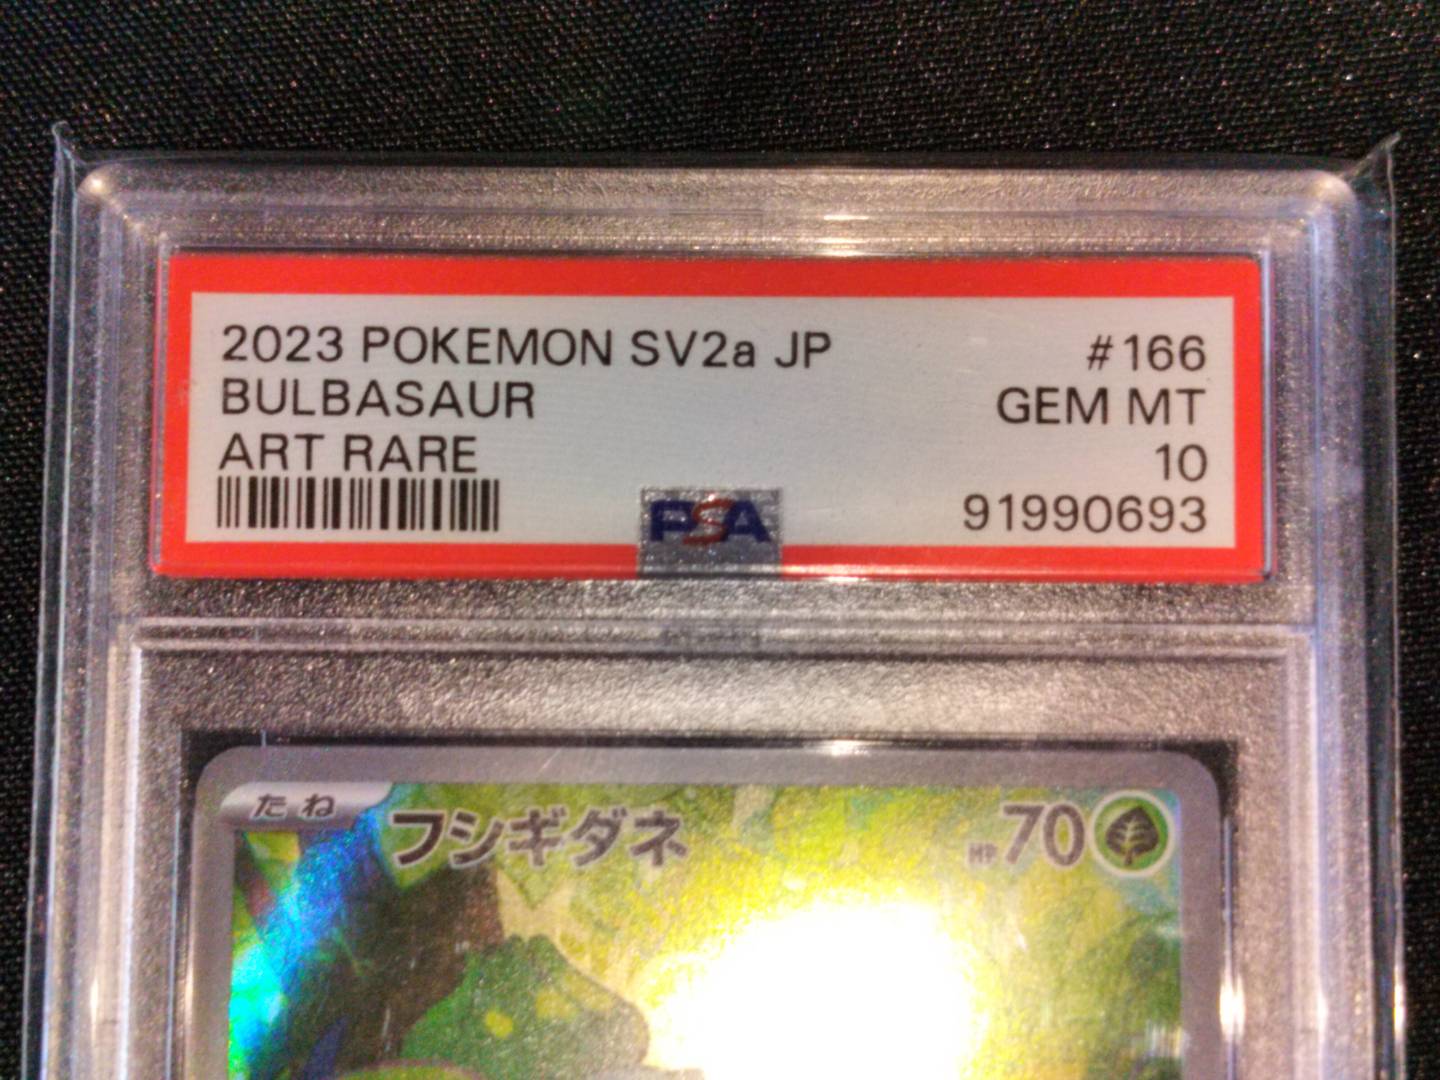 2023 POKEMON SV2a JP #166
BULBASAUR GEM MT
ART RARE 10
PSA 91990693
たね フシギダネ HP70